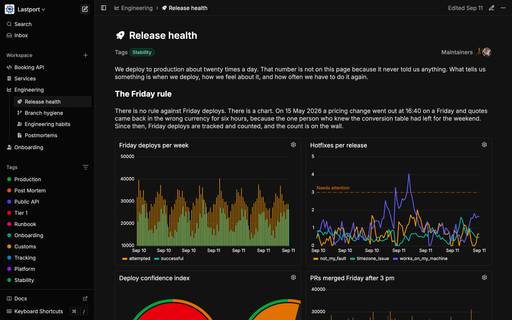 Lastport
Search
Inbox
Workspace
Booking API
Services
Engineering
Release health
Branch hygiene
Engineering habits
Postmortems
Onboarding
Tags
Production
Post Mortem
Public API
Tier 1
Runbook
Onboarding
Customs
Tracking
Platform
Stability
Docs
Keyboard Shortcuts
⌘ /
Engineering › Release health
Edited Sep 11
Release health
Tags Stability
Maintainers
We deploy to production about twenty times a day. That number is not on this page because it never told us anything. What tells us
something is when we deploy, how we feel about it, and how often we have to do it again.
The Friday rule
There is no rule against Friday deploys. There is a chart. On 15 May 2026 a pricing change went out at 16:40 on a Friday and quotes
came back in the wrong currency for six hours, because the one person who knew the conversion table had left for the weekend.
Since then, Friday deploys are tracked and counted, and the count is on the wall.
Friday deploys per week
50000
40000
30000
20000
10000
Sep 10 Sep 10 Sep 10 Sep 10 Sep 11 Sep 11 Sep 11
attempted successful
Hotfixes per release
5
4
3
2
1
0
Needs attention
Sep 10 Sep 10 Sep 10 Sep 10 Sep 11 Sep 11 Sep 11
not_my_fault timezone_issue works_on_my_machine
Deploy confidence index
PRs merged Friday after 3 pm
40000
30000